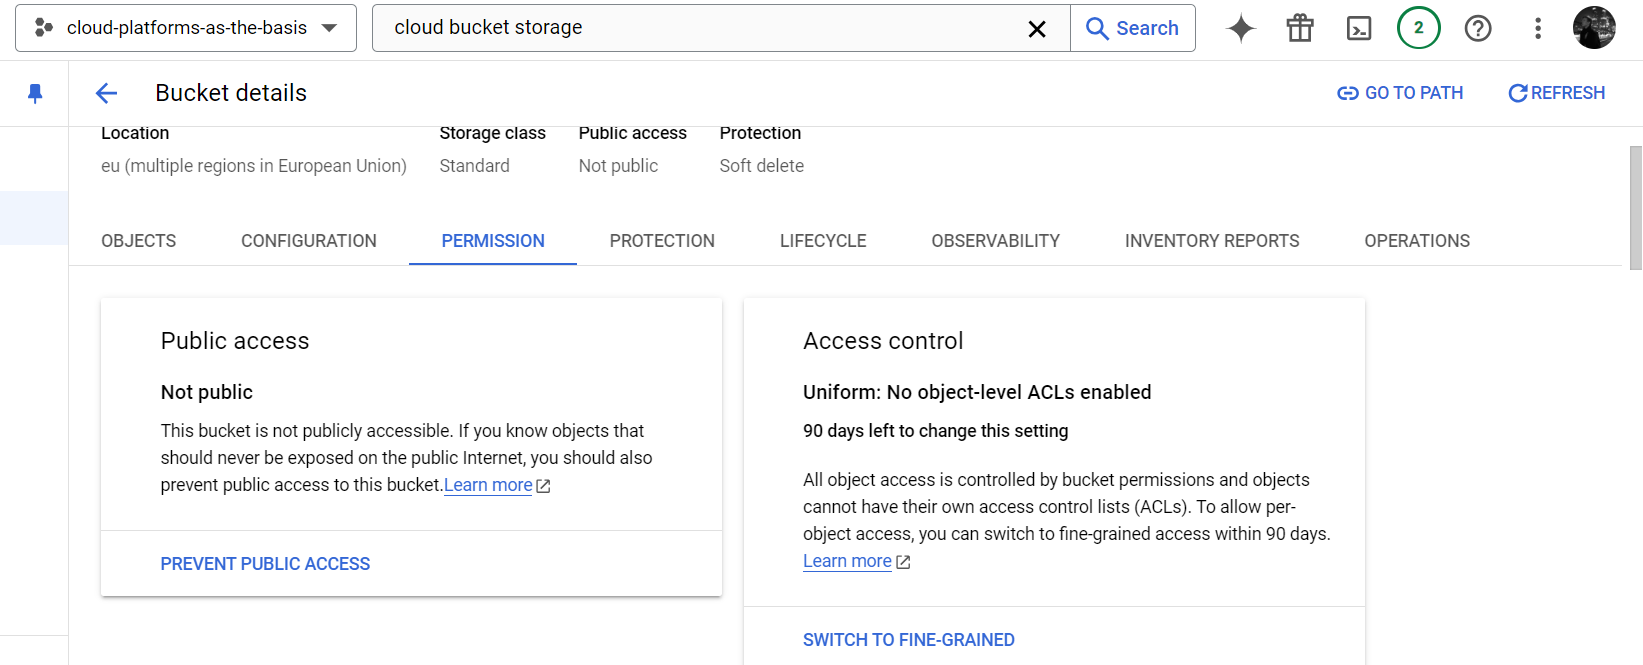 cloud-platforms-as-the-basis
cloud bucket storage
Search
2
Bucket details
GO TO PATH
REFRESH
Location
Storage class
Public access
Protection
eu (multiple regions in European Union)
Standard
Not public
Soft delete
OBJECTS
CONFIGURATION
PERMISSION
PROTECTION
LIFECYCLE
OBSERVABILITY
INVENTORY REPORTS
OPERATIONS
Public access
Not public
This bucket is not publicly accessible. If you know objects that
should never be exposed on the public Internet, you should also
prevent public access to this bucket.Learn more
PREVENT PUBLIC ACCESS
Access control
Uniform: No object-level ACLs enabled
90 days left to change this setting
All object access is controlled by bucket permissions and objects
cannot have their own access control lists (ACLs). To allow per-
object access, you can switch to fine-grained access within 90 days.
Learn more
SWITCH TO FINE-GRAINED